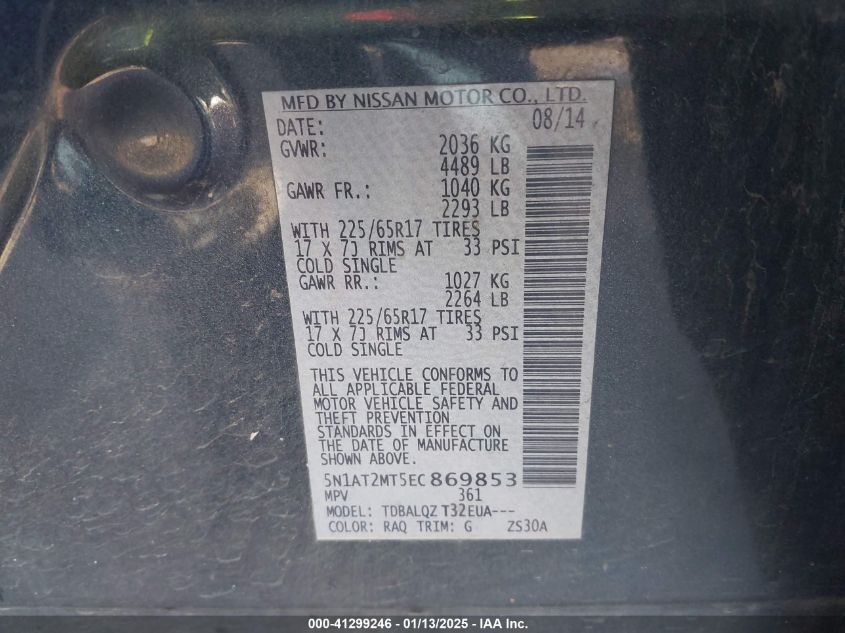 MFD BY NISSAN MOTOR CO., LTD.
DATE: 08/14
GVWR: 2036 KG
4489 LB
GAWR FR.: 1040 KG
2293 LB
WITH 225/65R17 TIRES
17 X 7J RIMS AT 33 PSI
COLD SINGLE
GAWR RR.: 1027 KG
2264 LB
WITH 225/65R17 TIRES
17 X 7J RIMS AT 33 PSI
COLD SINGLE
THIS VEHICLE CONFORMS TO
ALL APPLICABLE FEDERAL
MOTOR VEHICLE SAFETY AND
THEFT PREVENTION
STANDARDS IN EFFECT ON
THE DATE OF MANUFACTURE
SHOWN ABOVE.
5N1AT2MT5EC869853
MPV 361
MODEL: TDBALQZ T32EUA---
COLOR: RAQ TRIM: G ZS30A
000-41299246 - 01/13/2025 - IAA Inc.